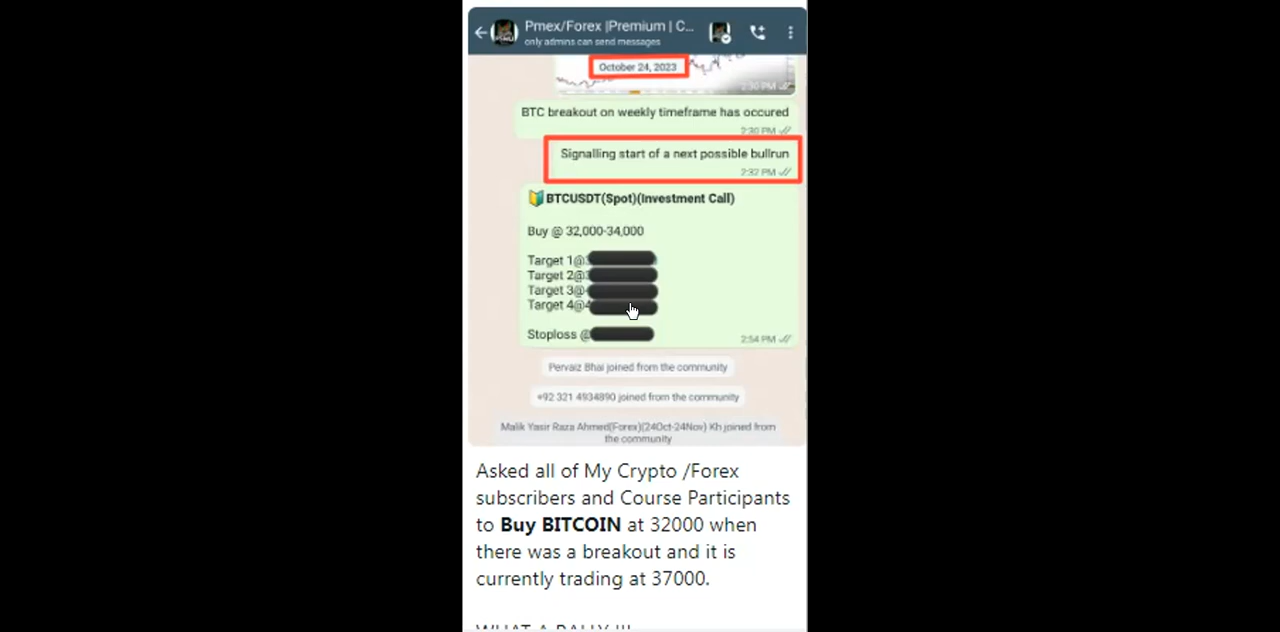 Pmex/Forex |Premium | C...
only admins can send messages
October 24, 2023
2:30 PM
BTC breakout on weekly timeframe has occured
2:30 PM
Signalling start of a next possible bullrun
2:32 PM
BTCUSDT(Spot)(Investment Call)
Buy @ 32,000-34,000
Target 1@
Target 2@
Target 3@
Target 4@4
Stoploss @
2:54 PM
Pervaiz Bhai joined from the community
+92 321 4934890 joined from the community
Malik Yasir Raza Ahmed(Forex)(24Oct-24Nov) Kh joined from
the community
Asked all of My Crypto /Forex
subscribers and Course Participants
to Buy BITCOIN at 32000 when
there was a breakout and it is
currently trading at 37000.
WHAT A RALLY !!!